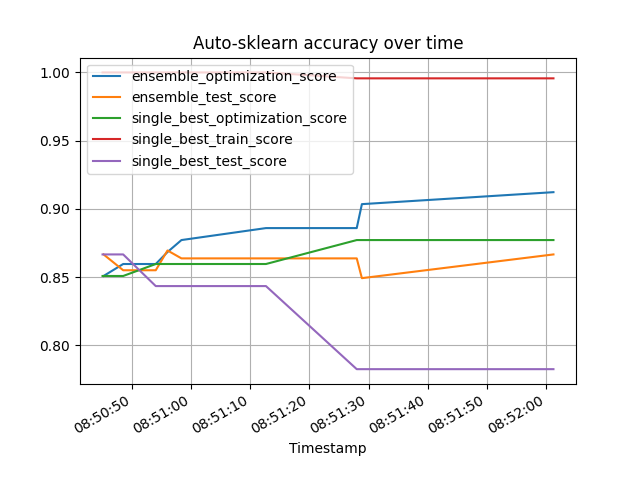 Auto-sklearn accuracy over time
1.00
0.95
0.90
0.85
0.80
ensemble_optimization_score
ensemble_test_score
single_best_optimization_score
single_best_train_score
single_best_test_score
08:50:50
08:51:00
08:51:10
08:51:20
08:51:30
08:51:40
08:51:50
08:52:00
Timestamp